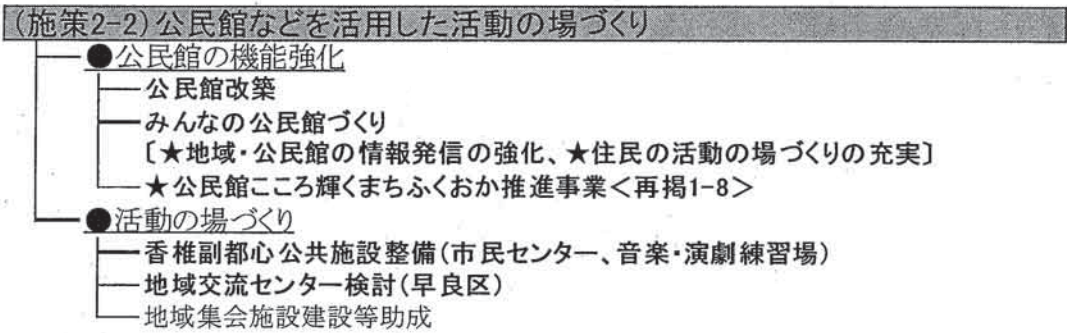 (施策2-2)公民館などを活用した活動の場づくり
●公民館の機能強化
公民館改築
みんなの公民館づくり
〔★地域・公民館の情報発信の強化、★住民の活動の場づくりの充実〕
★公民館こころ輝くまちふくおか推進事業<再掲1-8>
●活動の場づくり
香椎副都心公共施設整備(市民センター、音楽・演劇練習場)
地域交流センター検討(早良区)
地域集会施設建設等助成